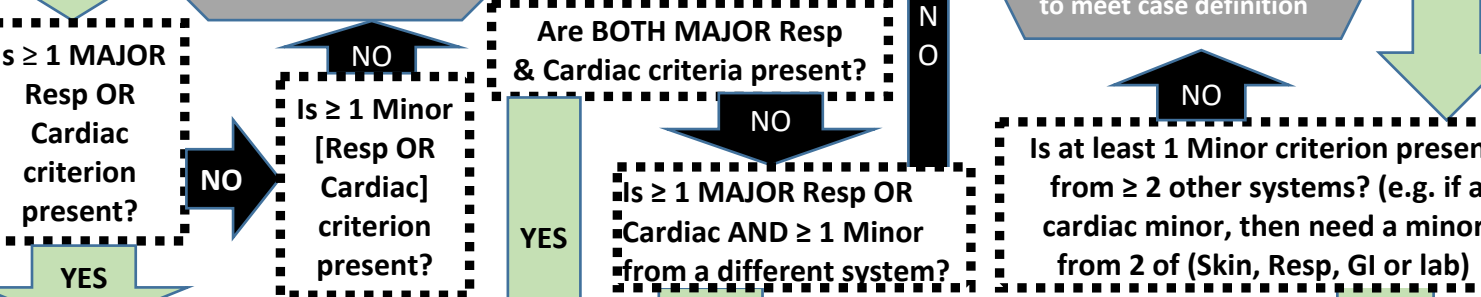 s ≥ 1 MAJOR
Resp OR
Cardiac
criterion
present?
YES
NO
NO
Is ≥ 1 Minor
[Resp OR
Cardiac]
criterion
present?
Are BOTH MAJOR Resp
& Cardiac criteria present?
YES
NO
N
O
Is ≥ 1 MAJOR Resp OR
Cardiac AND ≥ 1 Minor
from a different system?
to meet case definition
NO
Is at least 1 Minor criterion presen
from ≥ 2 other systems? (e.g. if a
cardiac minor, then need a minor
from 2 of (Skin, Resp, GI or lab)